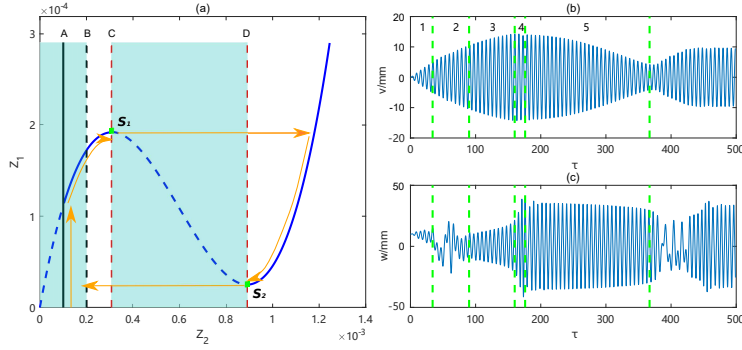 (a)
×10⁻⁴
3
2
1
0
Z₁
A
B
C
D
S₁
S₂
0
0.2
0.4
0.6
0.8
1
1.2
1.4
×10⁻³
Z₂
(b)
v/mm
20
10
0
-10
-20
1
2
3
4
5
0
100
200
300
400
500
τ
(c)
w/mm
50
0
-50
0
100
200
300
400
500
τ